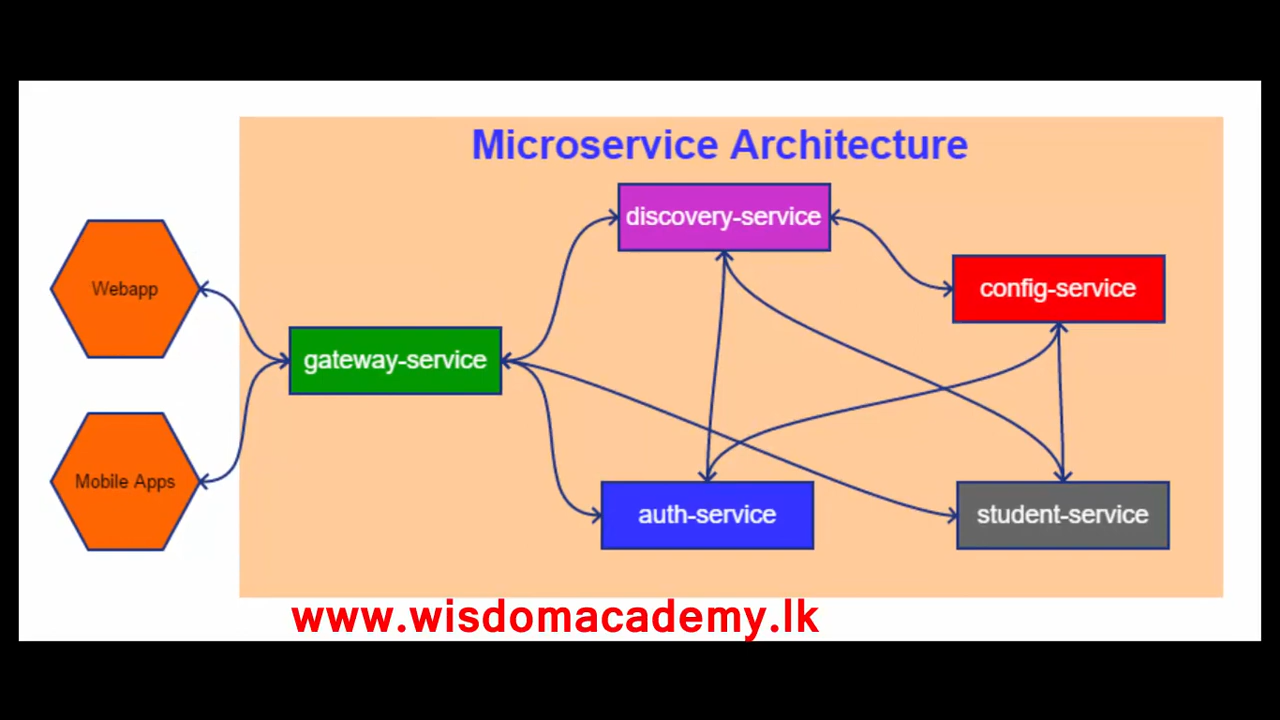 Microservice Architecture
discovery-service
config-service
Webapp
gateway-service
Mobile Apps
auth-service
student-service
www.wisdomacademy.lk